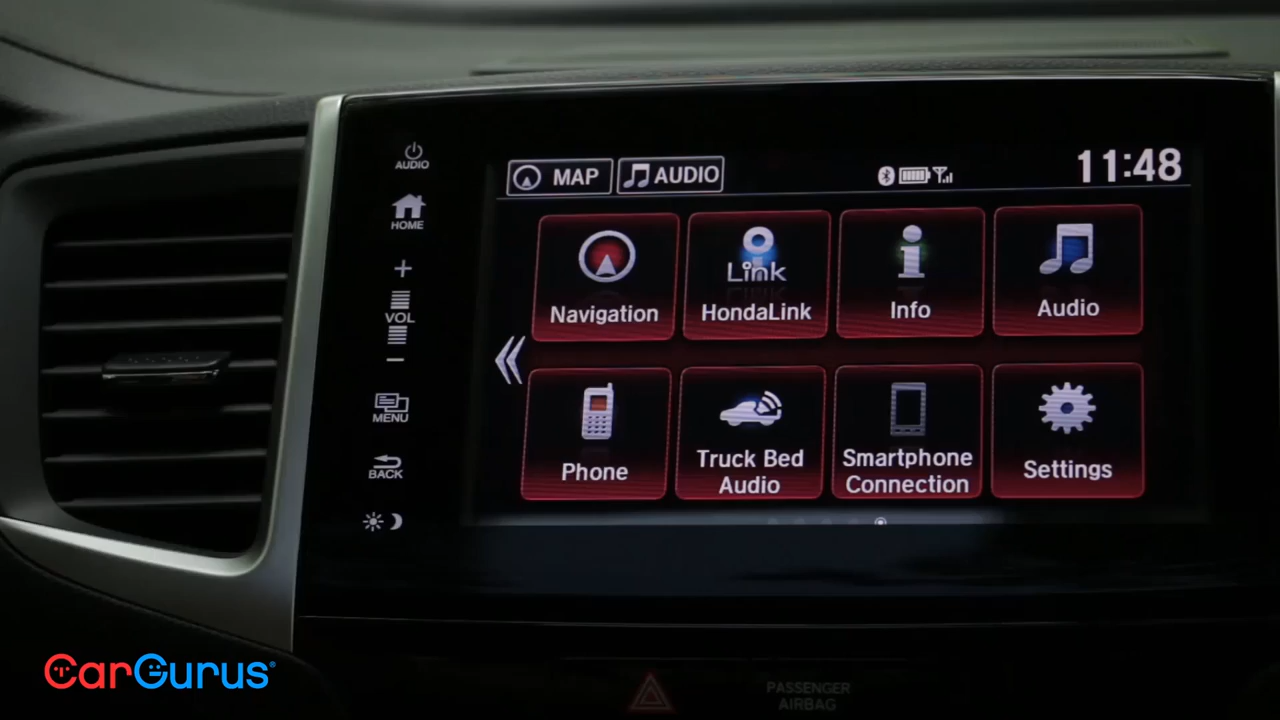 AUDIO
HOME
+
VOL
−
MENU
BACK
MAP
AUDIO
11:48
Navigation
Link
HondaLink
Info
Audio
Phone
Truck Bed
Audio
Smartphone
Connection
Settings
CarGurus®
PASSENGER
AIRBAG